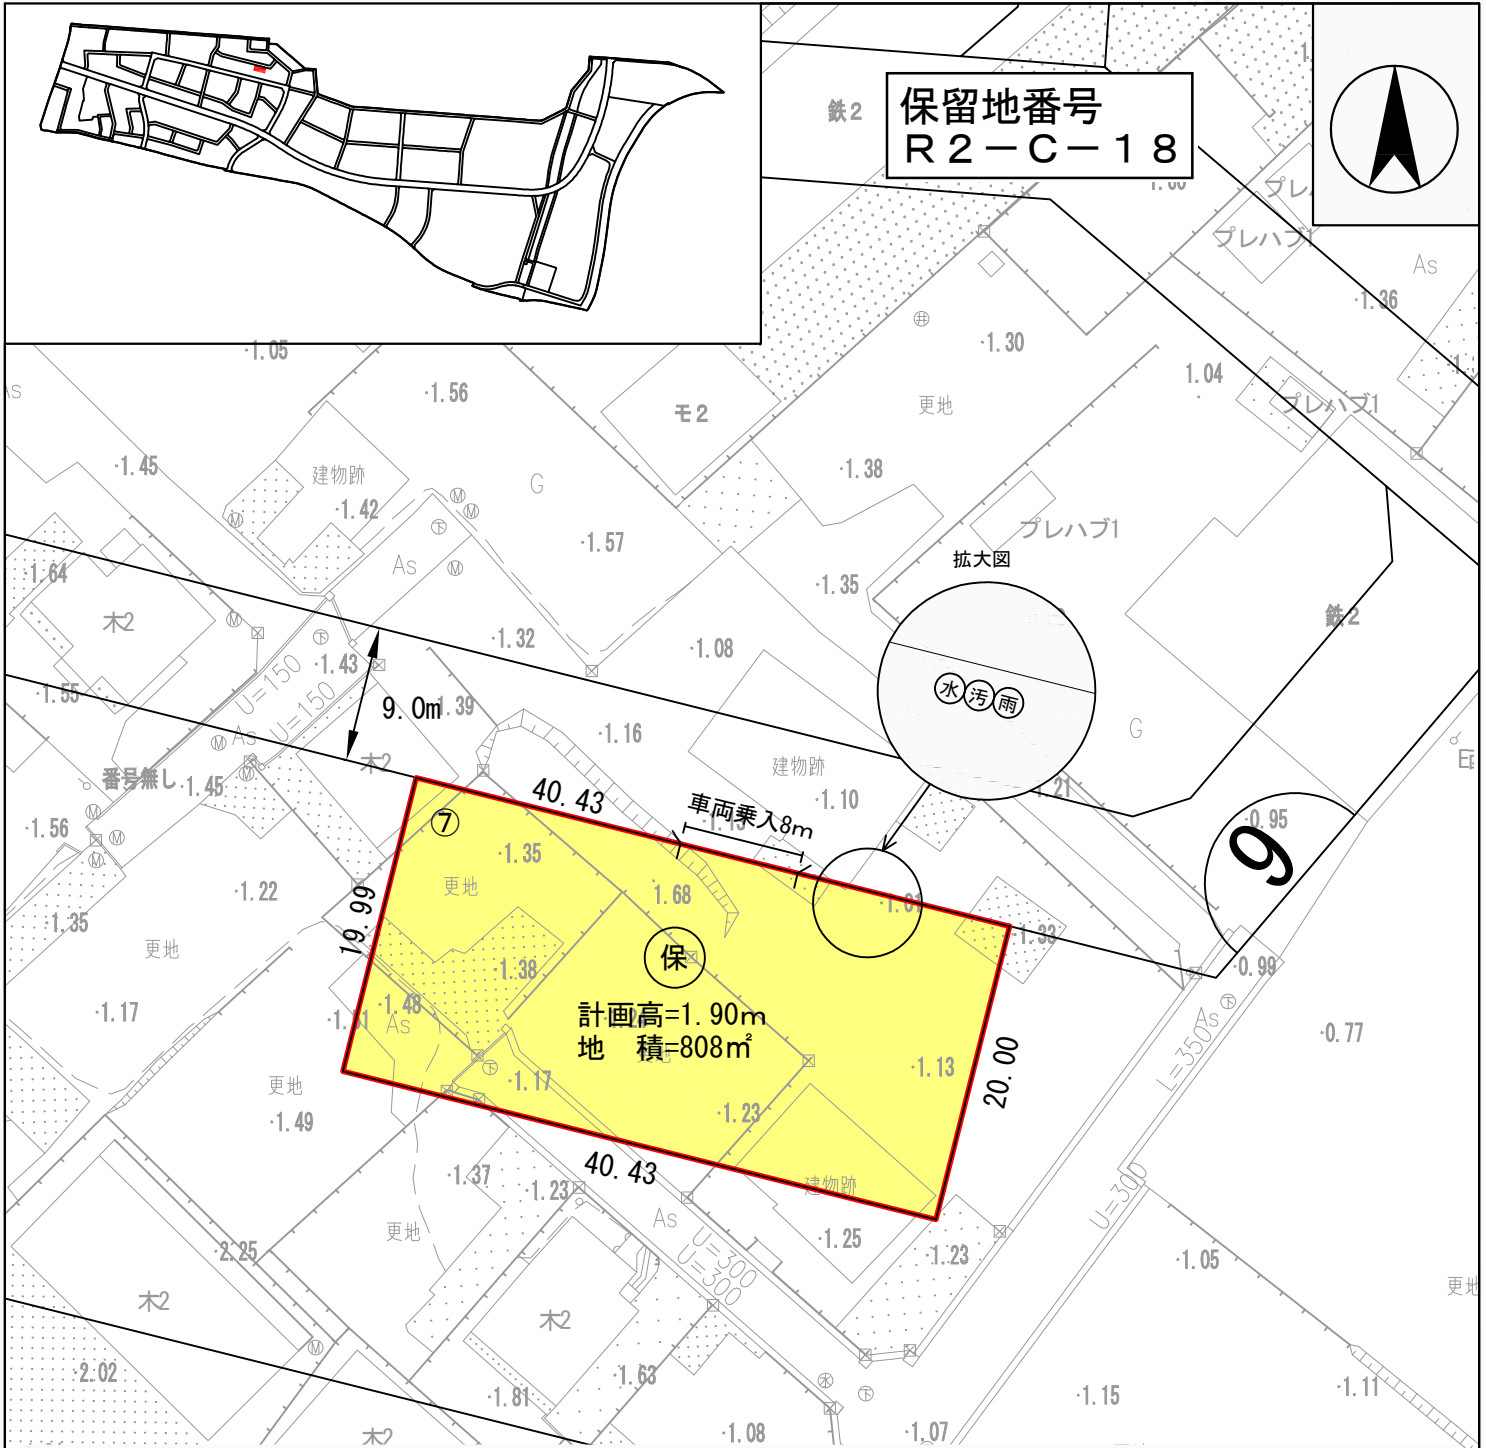 保留地番号
R2-C-18
鉄2
プレハブ1
As
·1.36
·1.05
·1.30
·1.56
モ2
更地
1.04
プレハブ1
·1.45
建物跡
G
·1.38
·1.42
·1.57
プレハブ1
As
拡大図
·1.64
·1.35
木2
鉄2
·1.32
·1.08
·1.43
U=150
U=150
水 汚 雨
·1.55
9.0m
·1.39
·1.16
G
As
木2
建物跡
番号無し
·1.45
·1.10
40.43
車両乗入8m
·1.56
⑦
·0.95
9
·1.35
更地
·1.22
·1.68
19.99
·1.35
更地
·1.33
保
·1.38
·0.99
·1.17
·1.48
As
計画高=1.90m
地 積=808㎡
As
·0.77
L=350
更地
·1.17
·1.13
20.00
·1.49
·1.23
·1.37
·1.23
40.43
建物跡
U=300
As
更地
·1.25
·1.23
·2.25
U=300
U=300
·1.05
更地
木2
木2
·2.02
·1.63
·1.81
·1.15
·1.11
·1.08
·1.07
木2